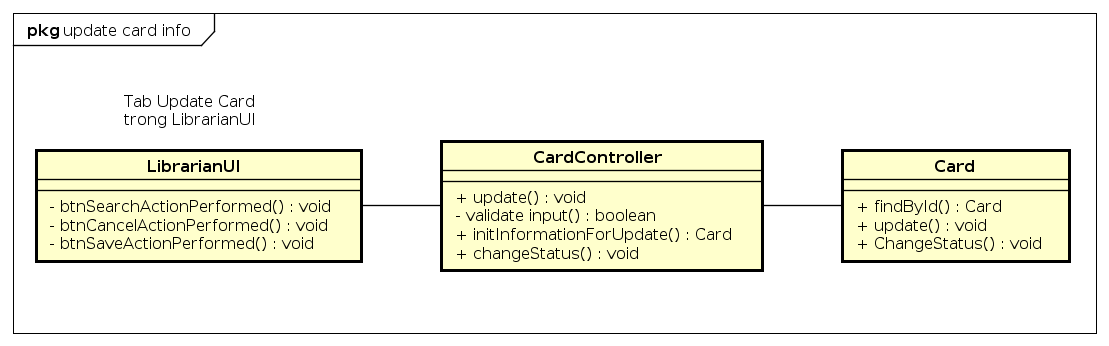 pkg update card info
Tab Update Card
trong LibrarianUI
LibrarianUI
- btnSearchActionPerformed() : void
- btnCancelActionPerformed() : void
- btnSaveActionPerformed() : void
CardController
+ update() : void
- validate input() : boolean
+ initInformationForUpdate() : Card
+ changeStatus() : void
Card
+ findById() : Card
+ update() : void
+ ChangeStatus() : void